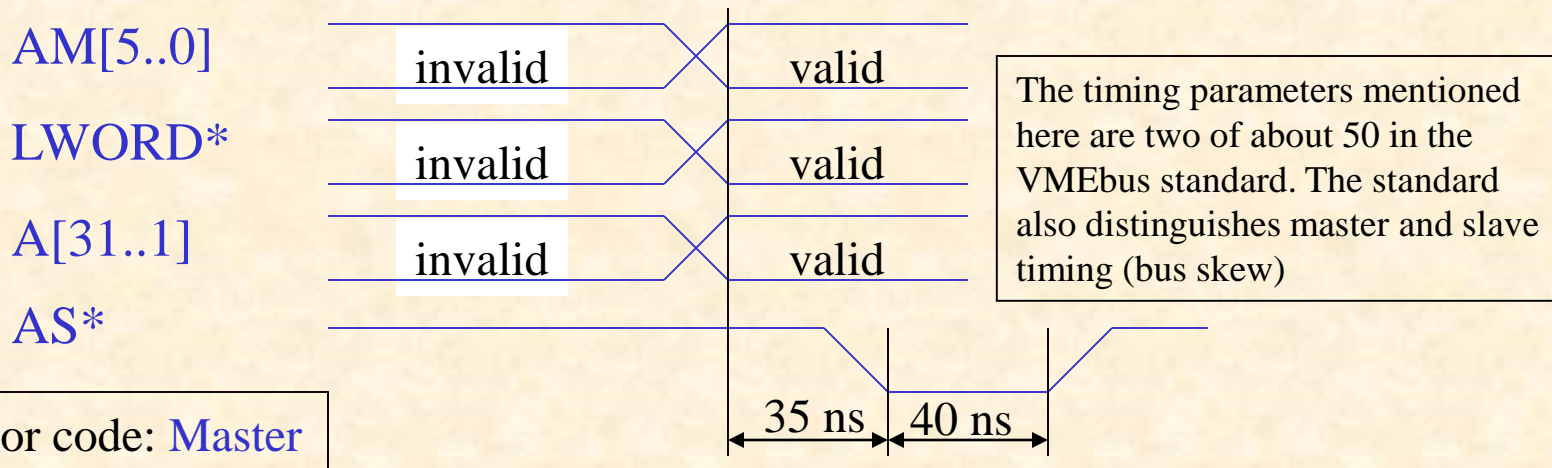 AM[5..0]
invalid
valid
LWORD*
invalid
valid
A[31..1]
invalid
valid
AS*
35 ns
40 ns
The timing parameters mentioned
here are two of about 50 in the
VMEbus standard. The standard
also distinguishes master and slave
timing (bus skew)
or code: Master